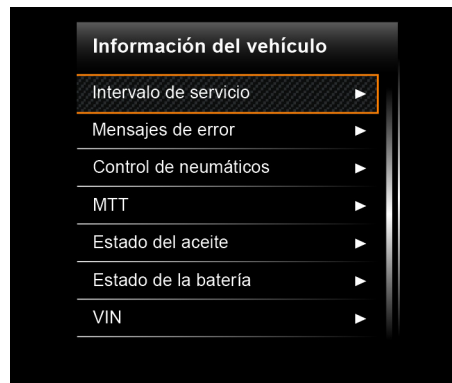 Información del vehículo
Intervalo de servicio
Mensajes de error
Control de neumáticos
MTT
Estado del aceite
Estado de la batería
VIN